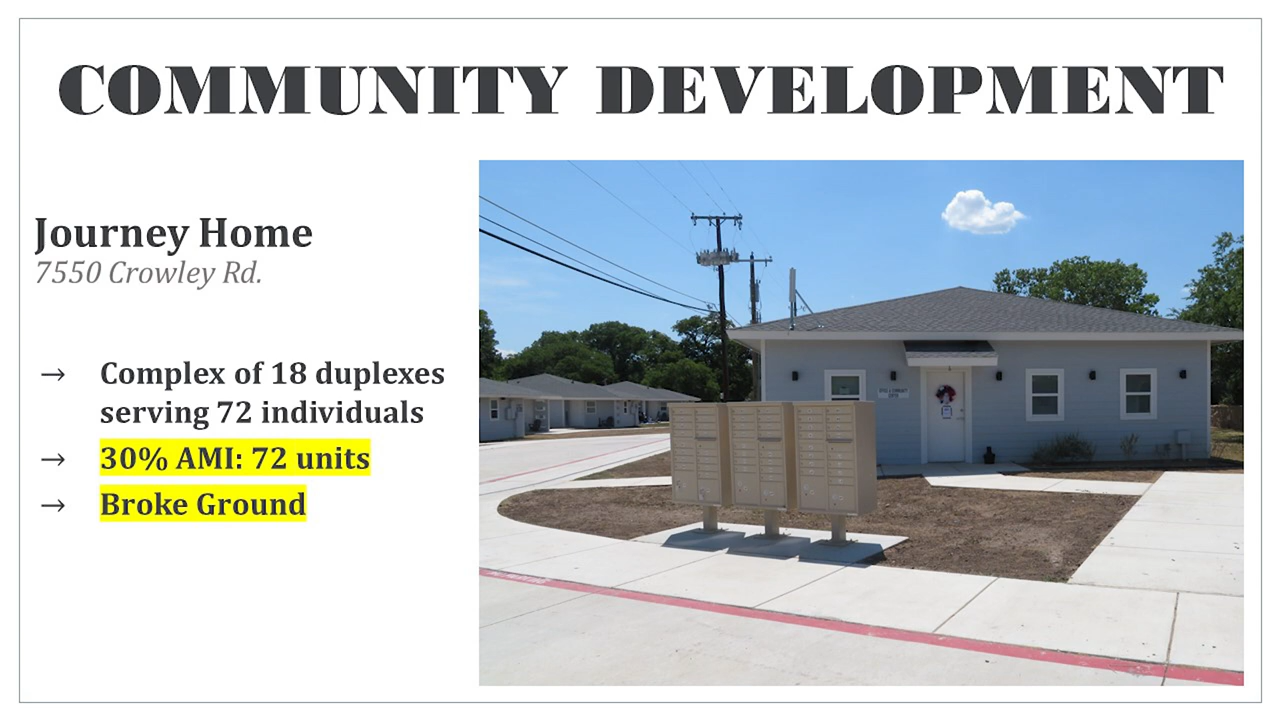 COMMUNITY DEVELOPMENT
Journey Home
7550 Crowley Rd.
→ Complex of 18 duplexes
serving 72 individuals
→ 30% AMI: 72 units
→ Broke Ground